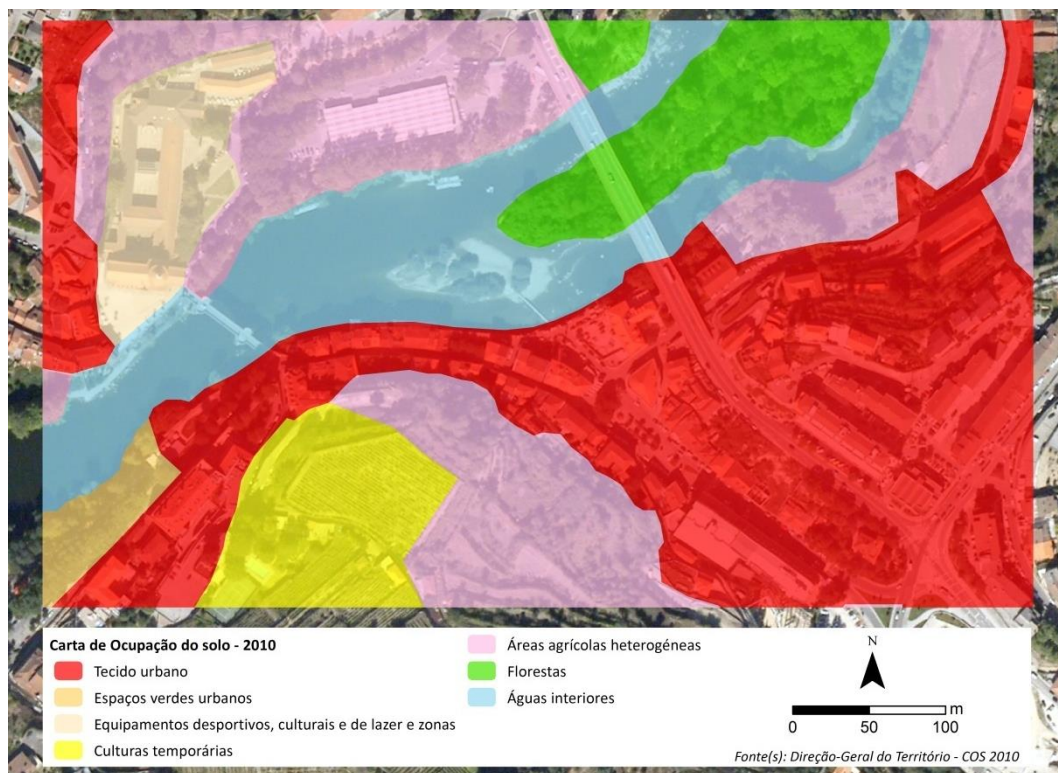 Carta de Ocupação do solo - 2010
Tecido urbano
Espaços verdes urbanos
Equipamentos desportivos, culturais e de lazer e zonas
Culturas temporárias
Áreas agrícolas heterogéneas
Florestas
Águas interiores
N
m
0 50 100
Fonte(s): Direção-Geral do Território - COS 2010